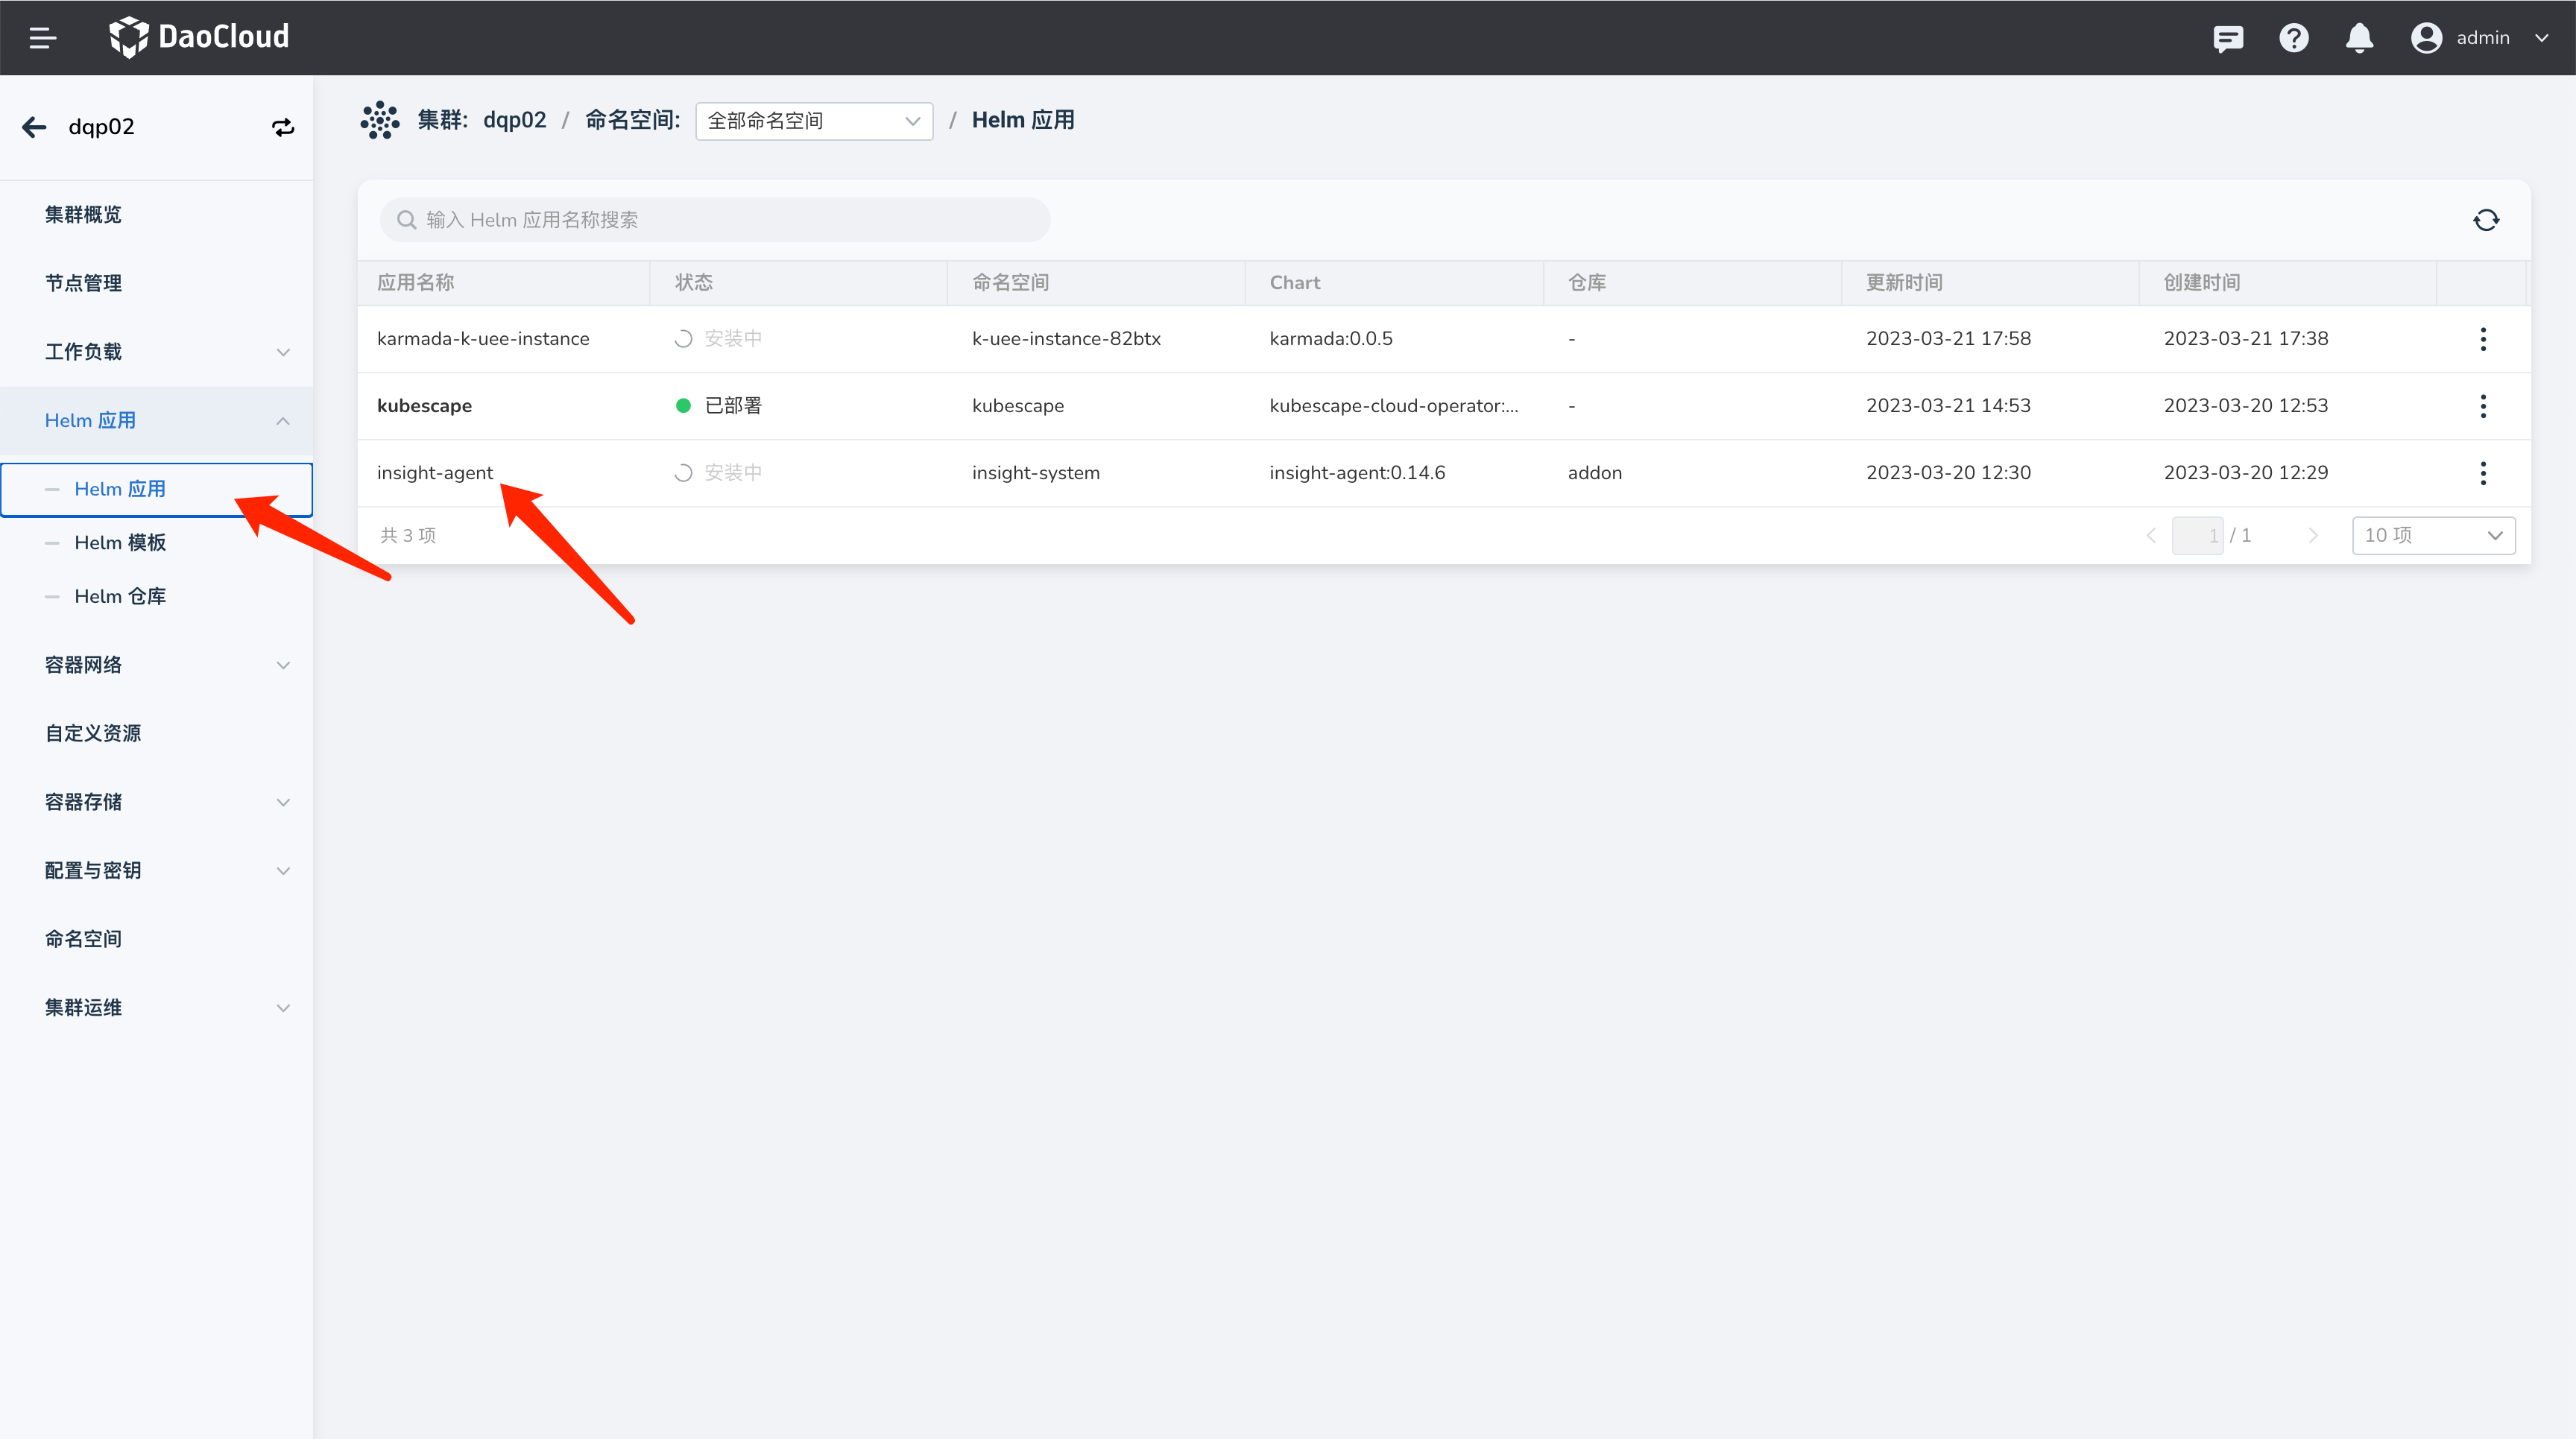 DaoCloud
admin
dqp02
集群概览
节点管理
工作负载
Helm 应用
Helm 应用
Helm 模板
Helm 仓库
容器网络
自定义资源
容器存储
配置与密钥
命名空间
集群运维
集群: dqp02 / 命名空间: 全部命名空间 / Helm 应用
输入 Helm 应用名称搜索
应用名称 状态 命名空间 Chart 仓库 更新时间 创建时间
karmada-k-uee-instance 安装中 k-uee-instance-82btx karmada:0.0.5 - 2023-03-21 17:58 2023-03-21 17:38
kubescape 已部署 kubescape kubescape-cloud-operator:... - 2023-03-21 14:53 2023-03-20 12:53
insight-agent 安装中 insight-system insight-agent:0.14.6 addon 2023-03-20 12:30 2023-03-20 12:29
共 3 项 1 / 1 10 项